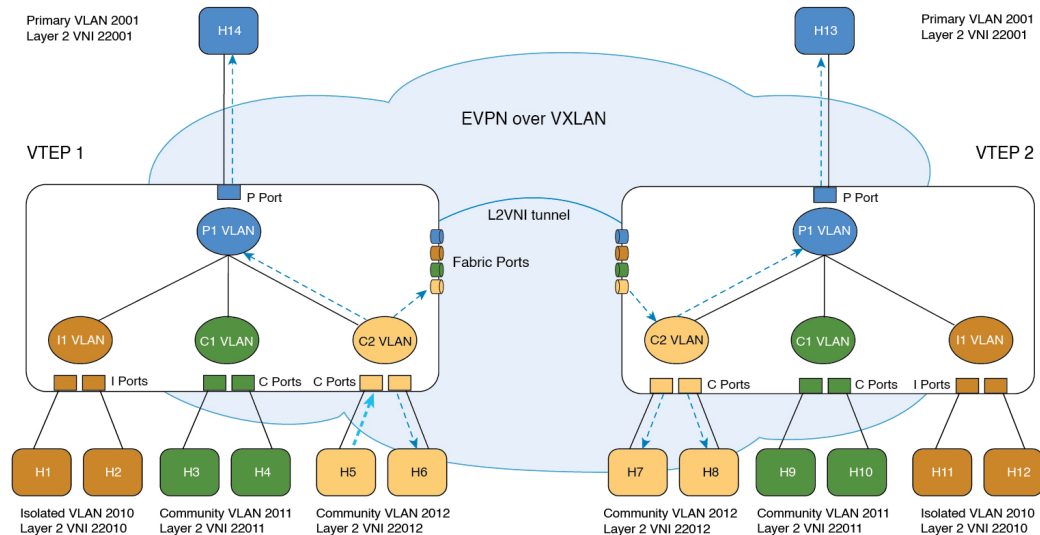 Primary VLAN 2001
Layer 2 VNI 22001
H14
H13
Primary VLAN 2001
Layer 2 VNI 22001
EVPN over VXLAN
VTEP 1
VTEP 2
P Port
P Port
P1 VLAN
L2VNI tunnel
P1 VLAN
Fabric Ports
I1 VLAN
C1 VLAN
C2 VLAN
C2 VLAN
C1 VLAN
I1 VLAN
I Ports
C Ports
C Ports
C Ports
C Ports
I Ports
H1
H2
H3
H4
H5
H6
H7
H8
H9
H10
H11
H12
Isolated VLAN 2010
Layer 2 VNI 22010
Community VLAN 2011
Layer 2 VNI 22011
Community VLAN 2012
Layer 2 VNI 22012
Community VLAN 2012
Layer 2 VNI 22012
Community VLAN 2011
Layer 2 VNI 22011
Isolated VLAN 2010
Layer 2 VNI 22010